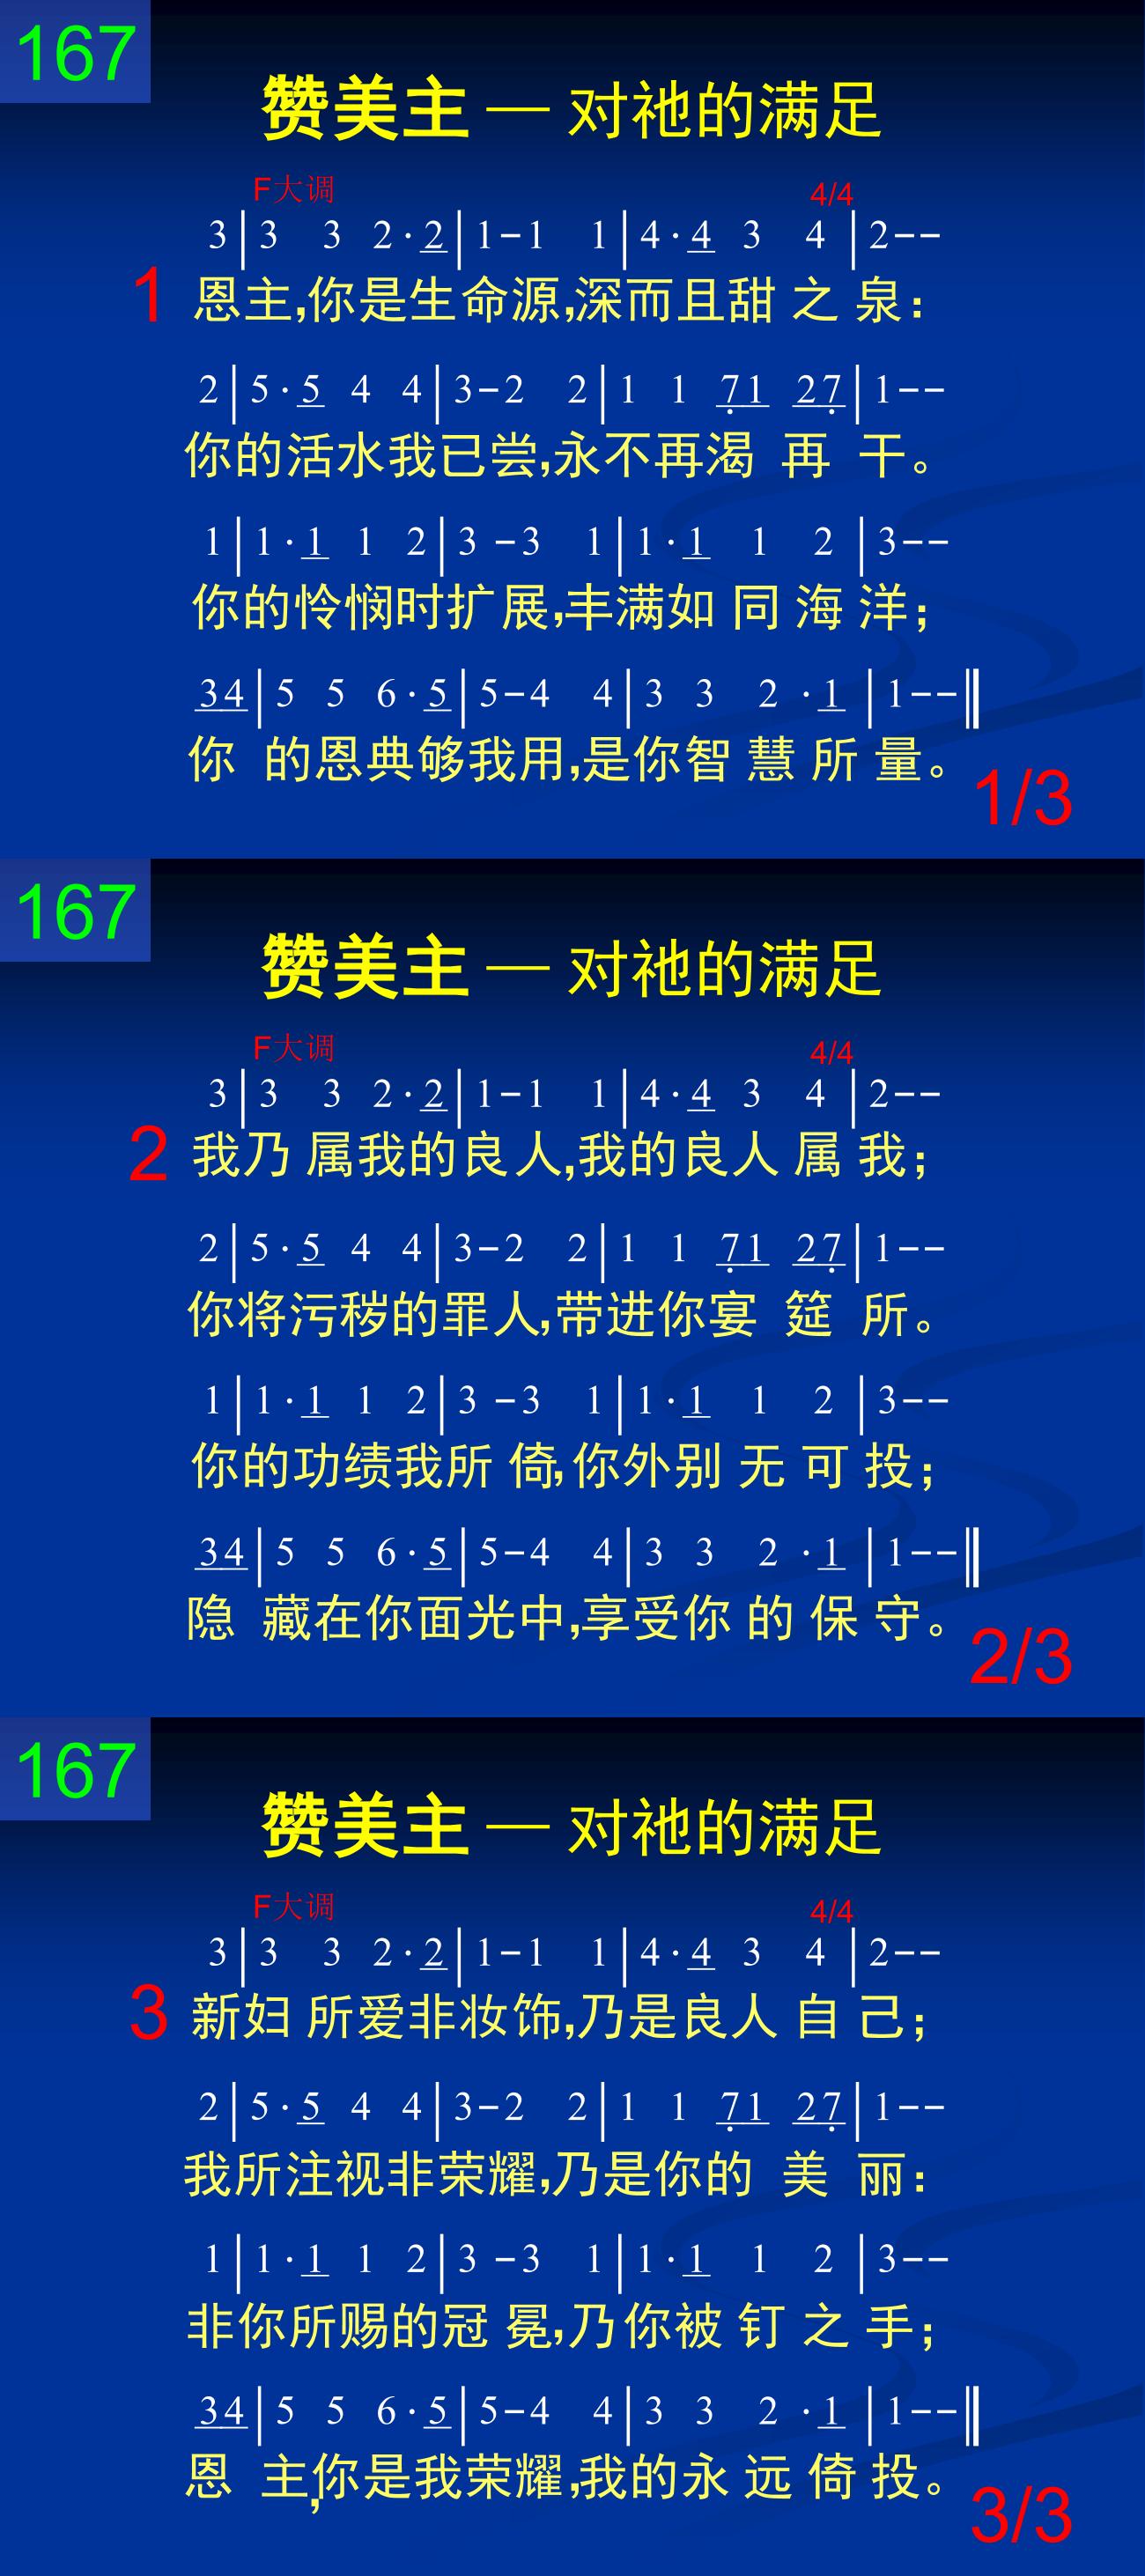 167
赞美主 — 对祂的满足
F大调 4/4
3|3 3 2·2|1-1 1|4·4 3 4|2--
1 恩主,你是生命源,深而且甜之泉：
2|5·5 4 4|3-2 2|1 1 7̣1 27̣|1--
你的活水我已尝,永不再渴再干。
1|1·1 1 2|3-3 1|1·1 1 2|3--
你的怜悯时扩展,丰满如同海洋；
34|5 5 6·5|5-4 4|3 3 2·1|1--‖
你的恩典够我用,是你智慧所量。
1/3
167
赞美主 — 对祂的满足
F大调 4/4
3|3 3 2·2|1-1 1|4·4 3 4|2--
2 我乃属我的良人,我的良人属我；
2|5·5 4 4|3-2 2|1 1 7̣1 27̣|1--
你将污秽的罪人,带进你宴筵所。
1|1·1 1 2|3-3 1|1·1 1 2|3--
你的功绩我所倚,你外别无可投；
34|5 5 6·5|5-4 4|3 3 2·1|1--‖
隐藏在你面光中,享受你的保守。
2/3
167
赞美主 — 对祂的满足
F大调 4/4
3|3 3 2·2|1-1 1|4·4 3 4|2--
3 新妇所爱非妆饰,乃是良人自己；
2|5·5 4 4|3-2 2|1 1 7̣1 27̣|1--
我所注视非荣耀,乃是你的美丽：
1|1·1 1 2|3-3 1|1·1 1 2|3--
非你所赐的冠冕,乃你被钉之手；
34|5 5 6·5|5-4 4|3 3 2·1|1--‖
恩主,你是我荣耀,我的永远倚投。
3/3